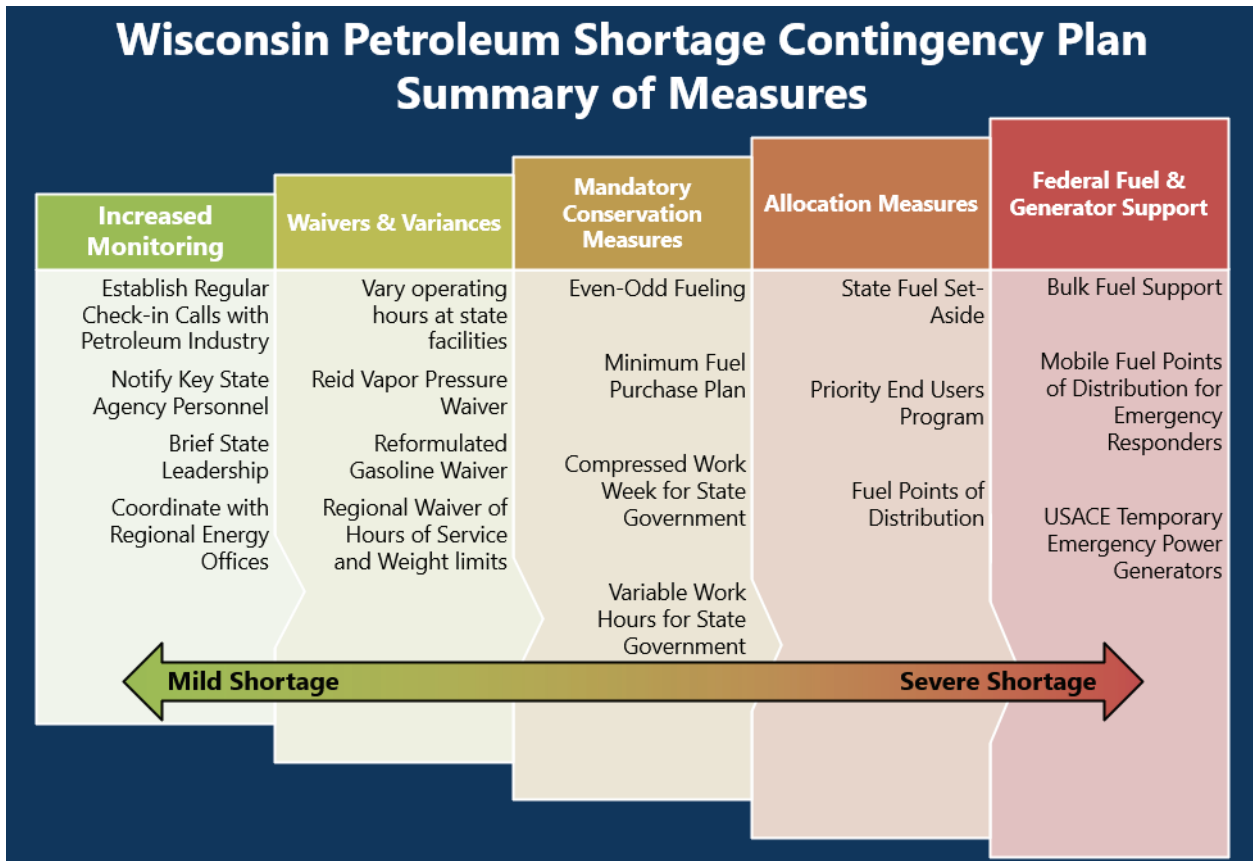 Wisconsin Petroleum Shortage Contingency Plan
Summary of Measures
Increased
Monitoring
Establish Regular
Check-in Calls with
Petroleum Industry
Notify Key State
Agency Personnel
Brief State
Leadership
Coordinate with
Regional Energy
Offices
Waivers & Variances
Vary operating
hours at state
facilities
Reid Vapor Pressure
Waiver
Reformulated
Gasoline Waiver
Regional Waiver of
Hours of Service
and Weight limits
Mandatory
Conservation
Measures
Even-Odd Fueling
Minimum Fuel
Purchase Plan
Compressed Work
Week for State
Government
Variable Work
Hours for State
Government
Allocation Measures
State Fuel Set-
Aside
Priority End Users
Program
Fuel Points of
Distribution
Federal Fuel &
Generator Support
Bulk Fuel Support
Mobile Fuel Points
of Distribution for
Emergency
Responders
USACE Temporary
Emergency Power
Generators
Mild Shortage
Severe Shortage